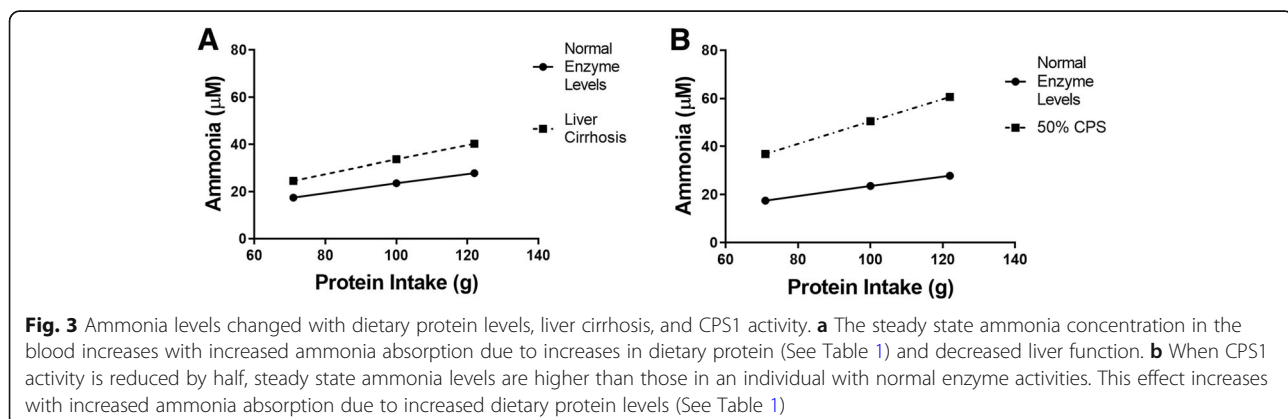 A
80
60
40
20
0
Ammonia (μM)
60 80 100 120 140
Protein Intake (g)
Normal
Enzyme
Levels
Liver
Cirrhosis
B
80
60
40
20
0
Ammonia (μM)
60 80 100 120 140
Protein Intake (g)
Normal
Enzyme
Levels
50% CPS
Fig. 3 Ammonia levels changed with dietary protein levels, liver cirrhosis, and CPS1 activity. a The steady state ammonia concentration in the
blood increases with increased ammonia absorption due to increases in dietary protein (See Table 1) and decreased liver function. b When CPS1
activity is reduced by half, steady state ammonia levels are higher than those in an individual with normal enzyme activities. This effect increases
with increased ammonia absorption due to increased dietary protein levels (See Table 1)